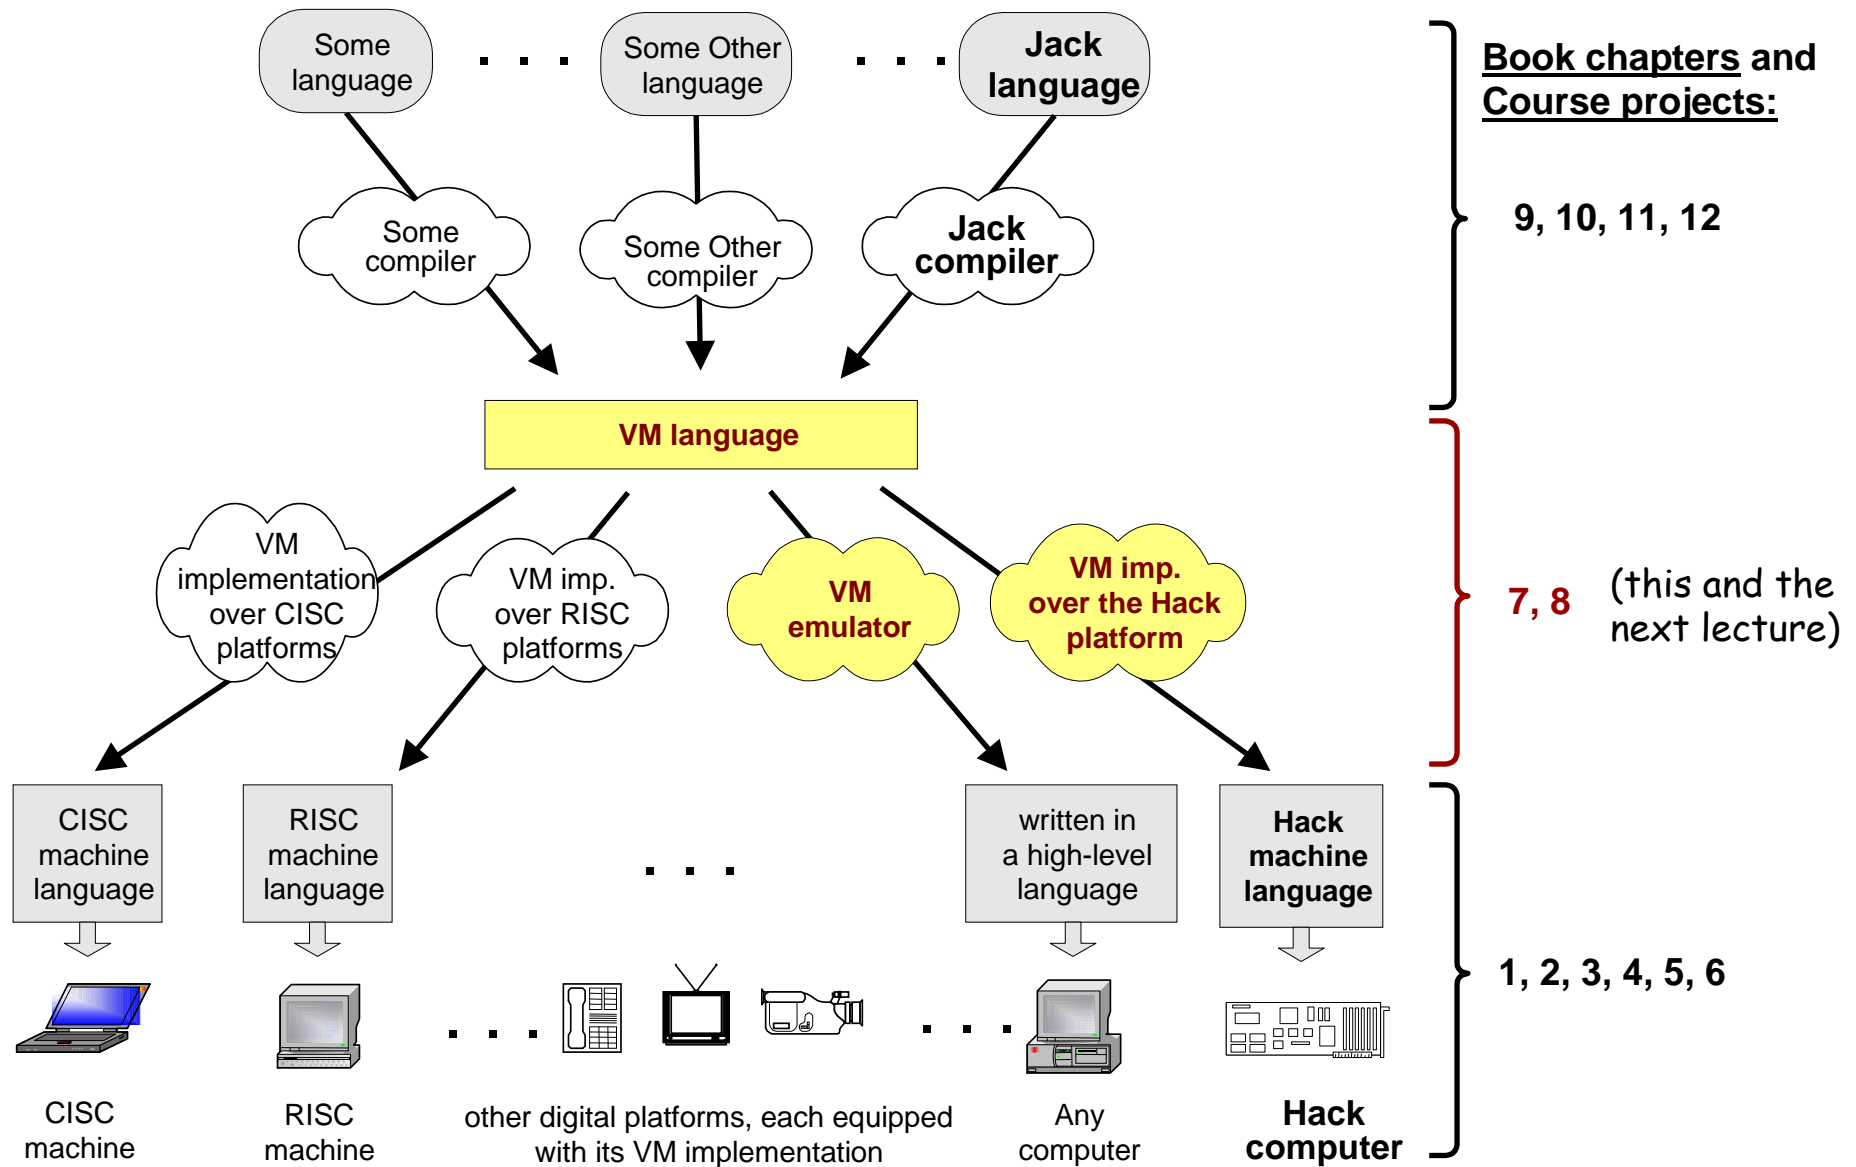 Some
language
Some Other
language
Jack
language
Book chapters and
Course projects:
Some
compiler
Some Other
compiler
Jack
compiler
9, 10, 11, 12
VM language
VM
implementation
over CISC
platforms
VM imp.
over RISC
platforms
VM
emulator
VM imp.
over the Hack
platform
7, 8
(this and the
next lecture)
CISC
machine
language
RISC
machine
language
. . .
written in
a high-level
language
Hack
machine
language
1, 2, 3, 4, 5, 6
CISC
machine
RISC
machine
other digital platforms, each equipped
with its VM implementation
Any
computer
Hack
computer